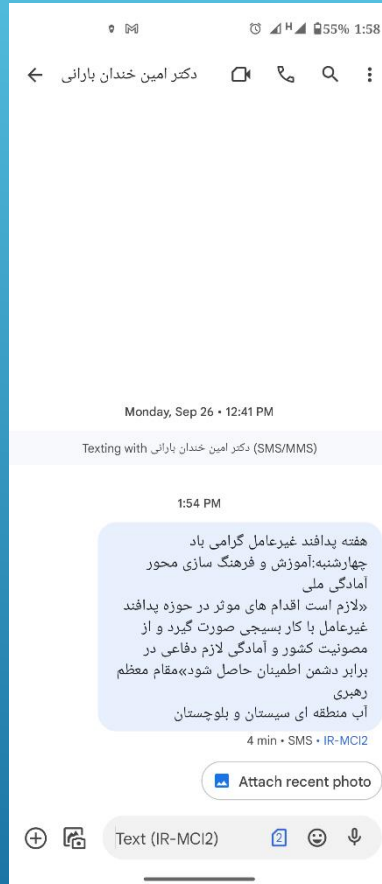 55% 1:58
دکتر امین خندان بارانی
Monday, Sep 26 • 12:41 PM
Texting with دکتر امین خندان بارانی (SMS/MMS)
1:54 PM
هفته پدافند غیرعامل گرامی باد
چهارشنبه:آموزش و فرهنگ سازی محور
آمادگی ملی
«لازم است اقدام های موثر در حوزه پدافند
غیرعامل با کار بسیجی صورت گیرد و از
مصونیت کشور و آمادگی لازم دفاعی در
برابر دشمن اطمینان حاصل شود»مقام معظم
رهبری
آب منطقه ای سیستان و بلوچستان
4 min • SMS • IR-MCI2
Attach recent photo
Text (IR-MCI2)
2